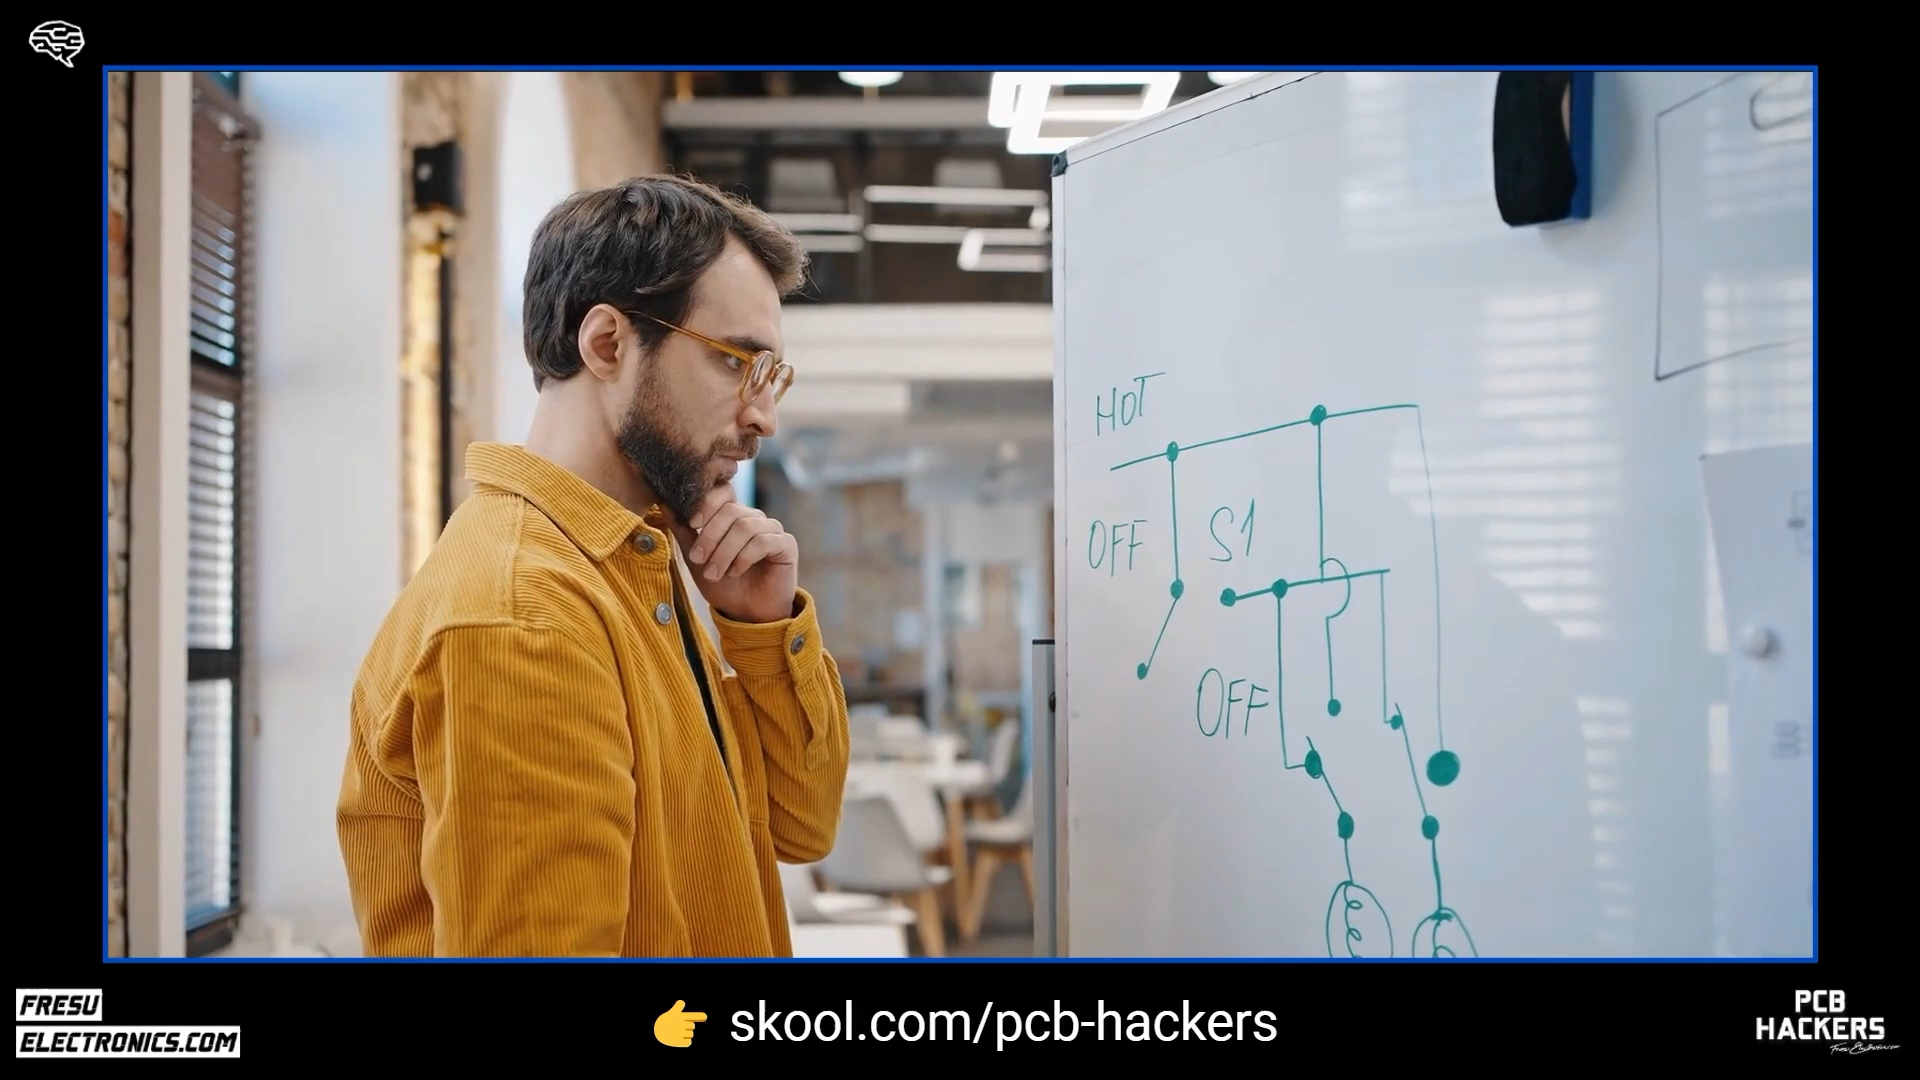 HOT
OFF S1
OFF
FRESU
ELECTRONICS.COM
👉 skool.com/pcb-hackers
PCB
HACKERS